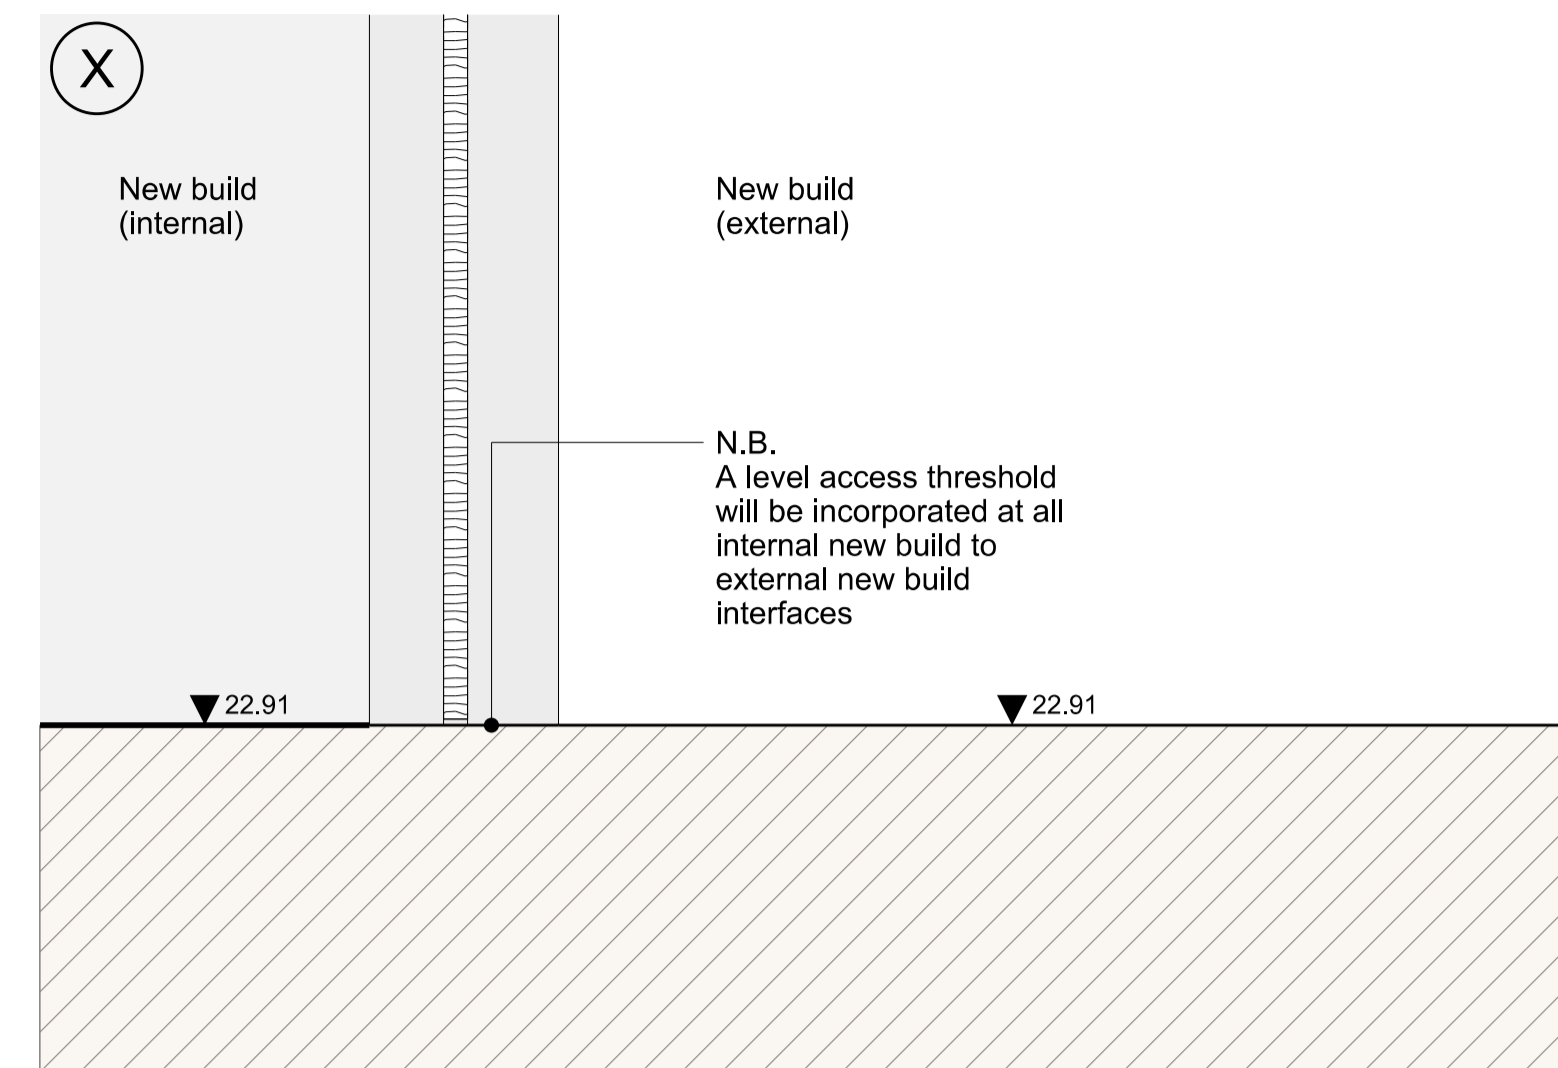 X
New build
(internal)
New build
(external)
N.B.
A level access threshold
will be incorporated at all
internal new build to
external new build
interfaces
22.91
22.91